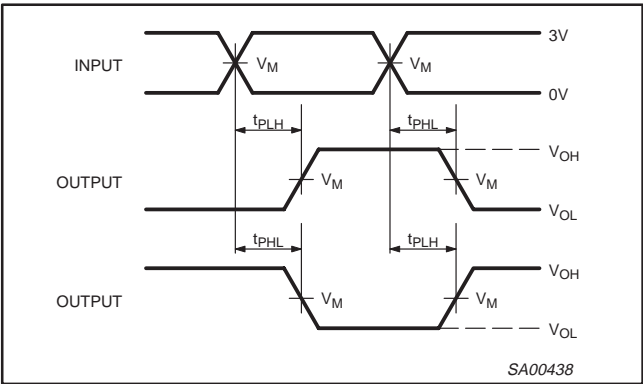 3V
INPUT
V_M
V_M
0V
t_PLH
t_PHL
V_OH
OUTPUT
V_M
V_M
V_OL
t_PHL
t_PLH
V_OH
OUTPUT
V_M
V_M
V_OL
SA00438